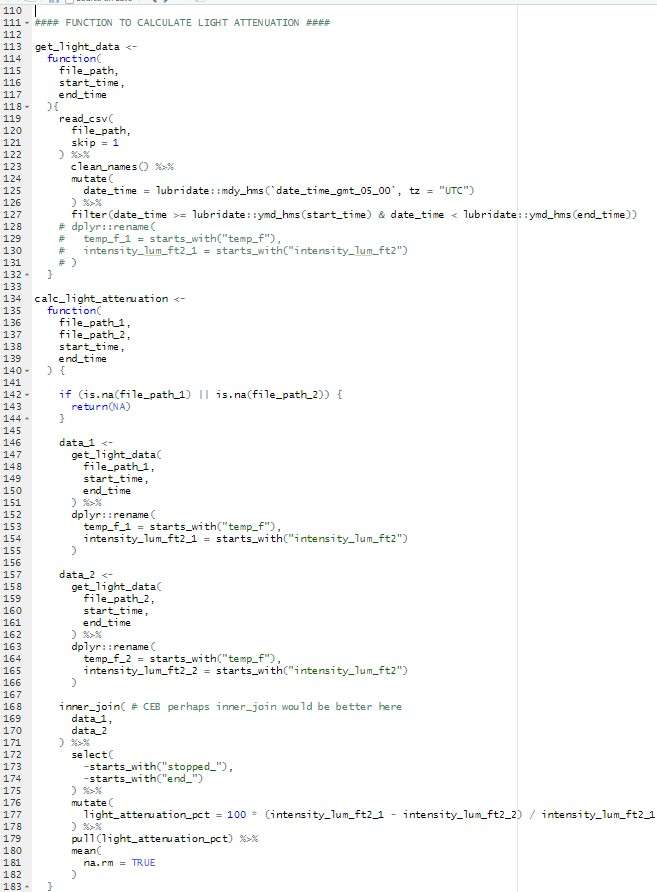 110
111 #### FUNCTION TO CALCULATE LIGHT ATTENUATION ####
112
113 get_light_data <-
114   function(
115     file_path,
116     start_time,
117     end_time
118   ){
119     read_csv(
120       file_path,
121       skip = 1
122     ) %>%
123       clean_names() %>%
124       mutate(
125         date_time = lubridate::mdy_hms(`date_time_gmt_05_00`, tz = "UTC")
126       ) %>%
127       filter(date_time >= lubridate::ymd_hms(start_time) & date_time < lubridate::ymd_hms(end_time))
128     # dplyr::rename(
129     #   temp_f_1 = starts_with("temp_f"),
130     #   intensity_lum_ft2_1 = starts_with("intensity_lum_ft2")
131     # )
132   }
133
134 calc_light_attenuation <-
135   function(
136     file_path_1,
137     file_path_2,
138     start_time,
139     end_time
140   ) {
141
142     if (is.na(file_path_1) || is.na(file_path_2)) {
143       return(NA)
144     }
145
146     data_1 <-
147       get_light_data(
148         file_path_1,
149         start_time,
150         end_time
151       ) %>%
152       dplyr::rename(
153         temp_f_1 = starts_with("temp_f"),
154         intensity_lum_ft2_1 = starts_with("intensity_lum_ft2")
155       )
156
157     data_2 <-
158       get_light_data(
159         file_path_2,
160         start_time,
161         end_time
162       ) %>%
163       dplyr::rename(
164         temp_f_2 = starts_with("temp_f"),
165         intensity_lum_ft2_2 = starts_with("intensity_lum_ft2")
166       )
167
168     inner_join( # CEB perhaps inner_join would be better here
169       data_1,
170       data_2
171     ) %>%
172       select(
173         -starts_with("stopped_"),
174         -starts_with("end_")
175       ) %>%
176       mutate(
177         light_attenuation_pct = 100 * (intensity_lum_ft2_1 - intensity_lum_ft2_2) / intensity_lum_ft2_1
178       ) %>%
179       pull(light_attenuation_pct) %>%
180       mean(
181         na.rm = TRUE
182       )
183   }